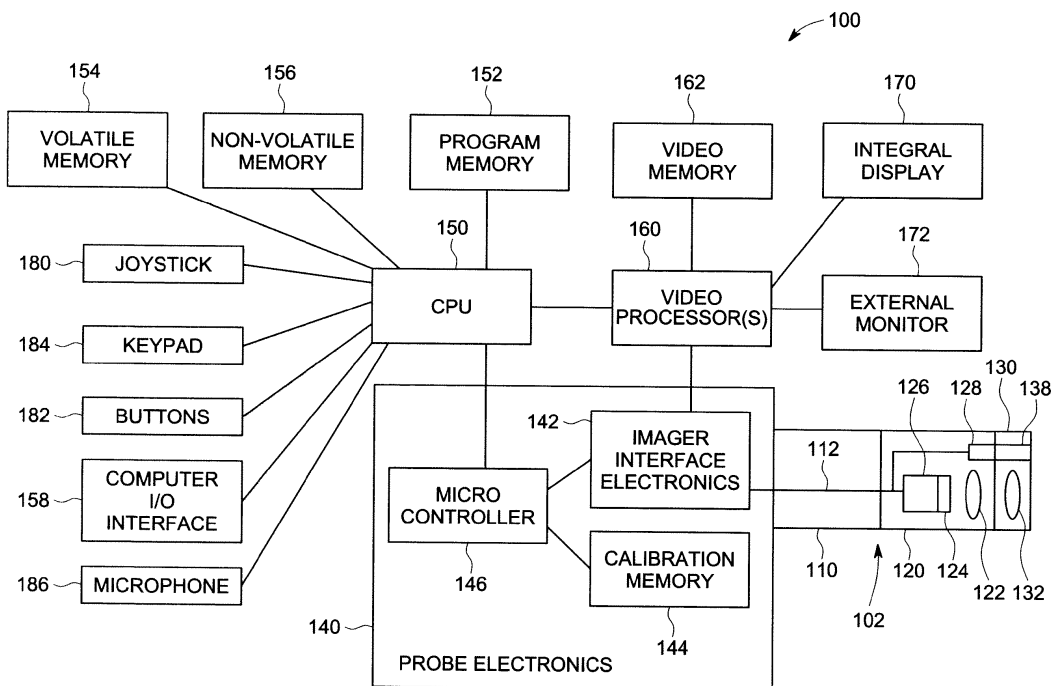 100
154
156
152
162
170
VOLATILE
MEMORY
NON-VOLATILE
MEMORY
PROGRAM
MEMORY
VIDEO
MEMORY
INTEGRAL
DISPLAY
150
160
172
180
JOYSTICK
CPU
VIDEO
PROCESSOR(S)
EXTERNAL
MONITOR
184
KEYPAD
182
BUTTONS
158
COMPUTER
I/O
INTERFACE
186
MICROPHONE
142
IMAGER
INTERFACE
ELECTRONICS
MICRO
CONTROLLER
146
CALIBRATION
MEMORY
144
140
PROBE ELECTRONICS
130
126
128
138
112
110
120
124
122
132
102